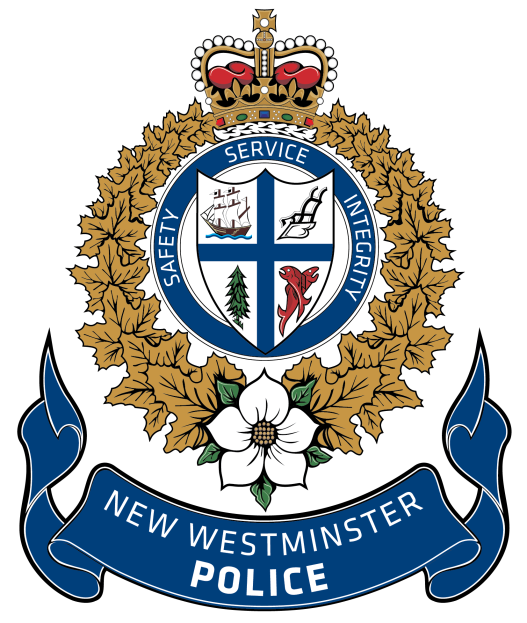 SAFETY
SERVICE
INTEGRITY
NEW WESTMINSTER
POLICE